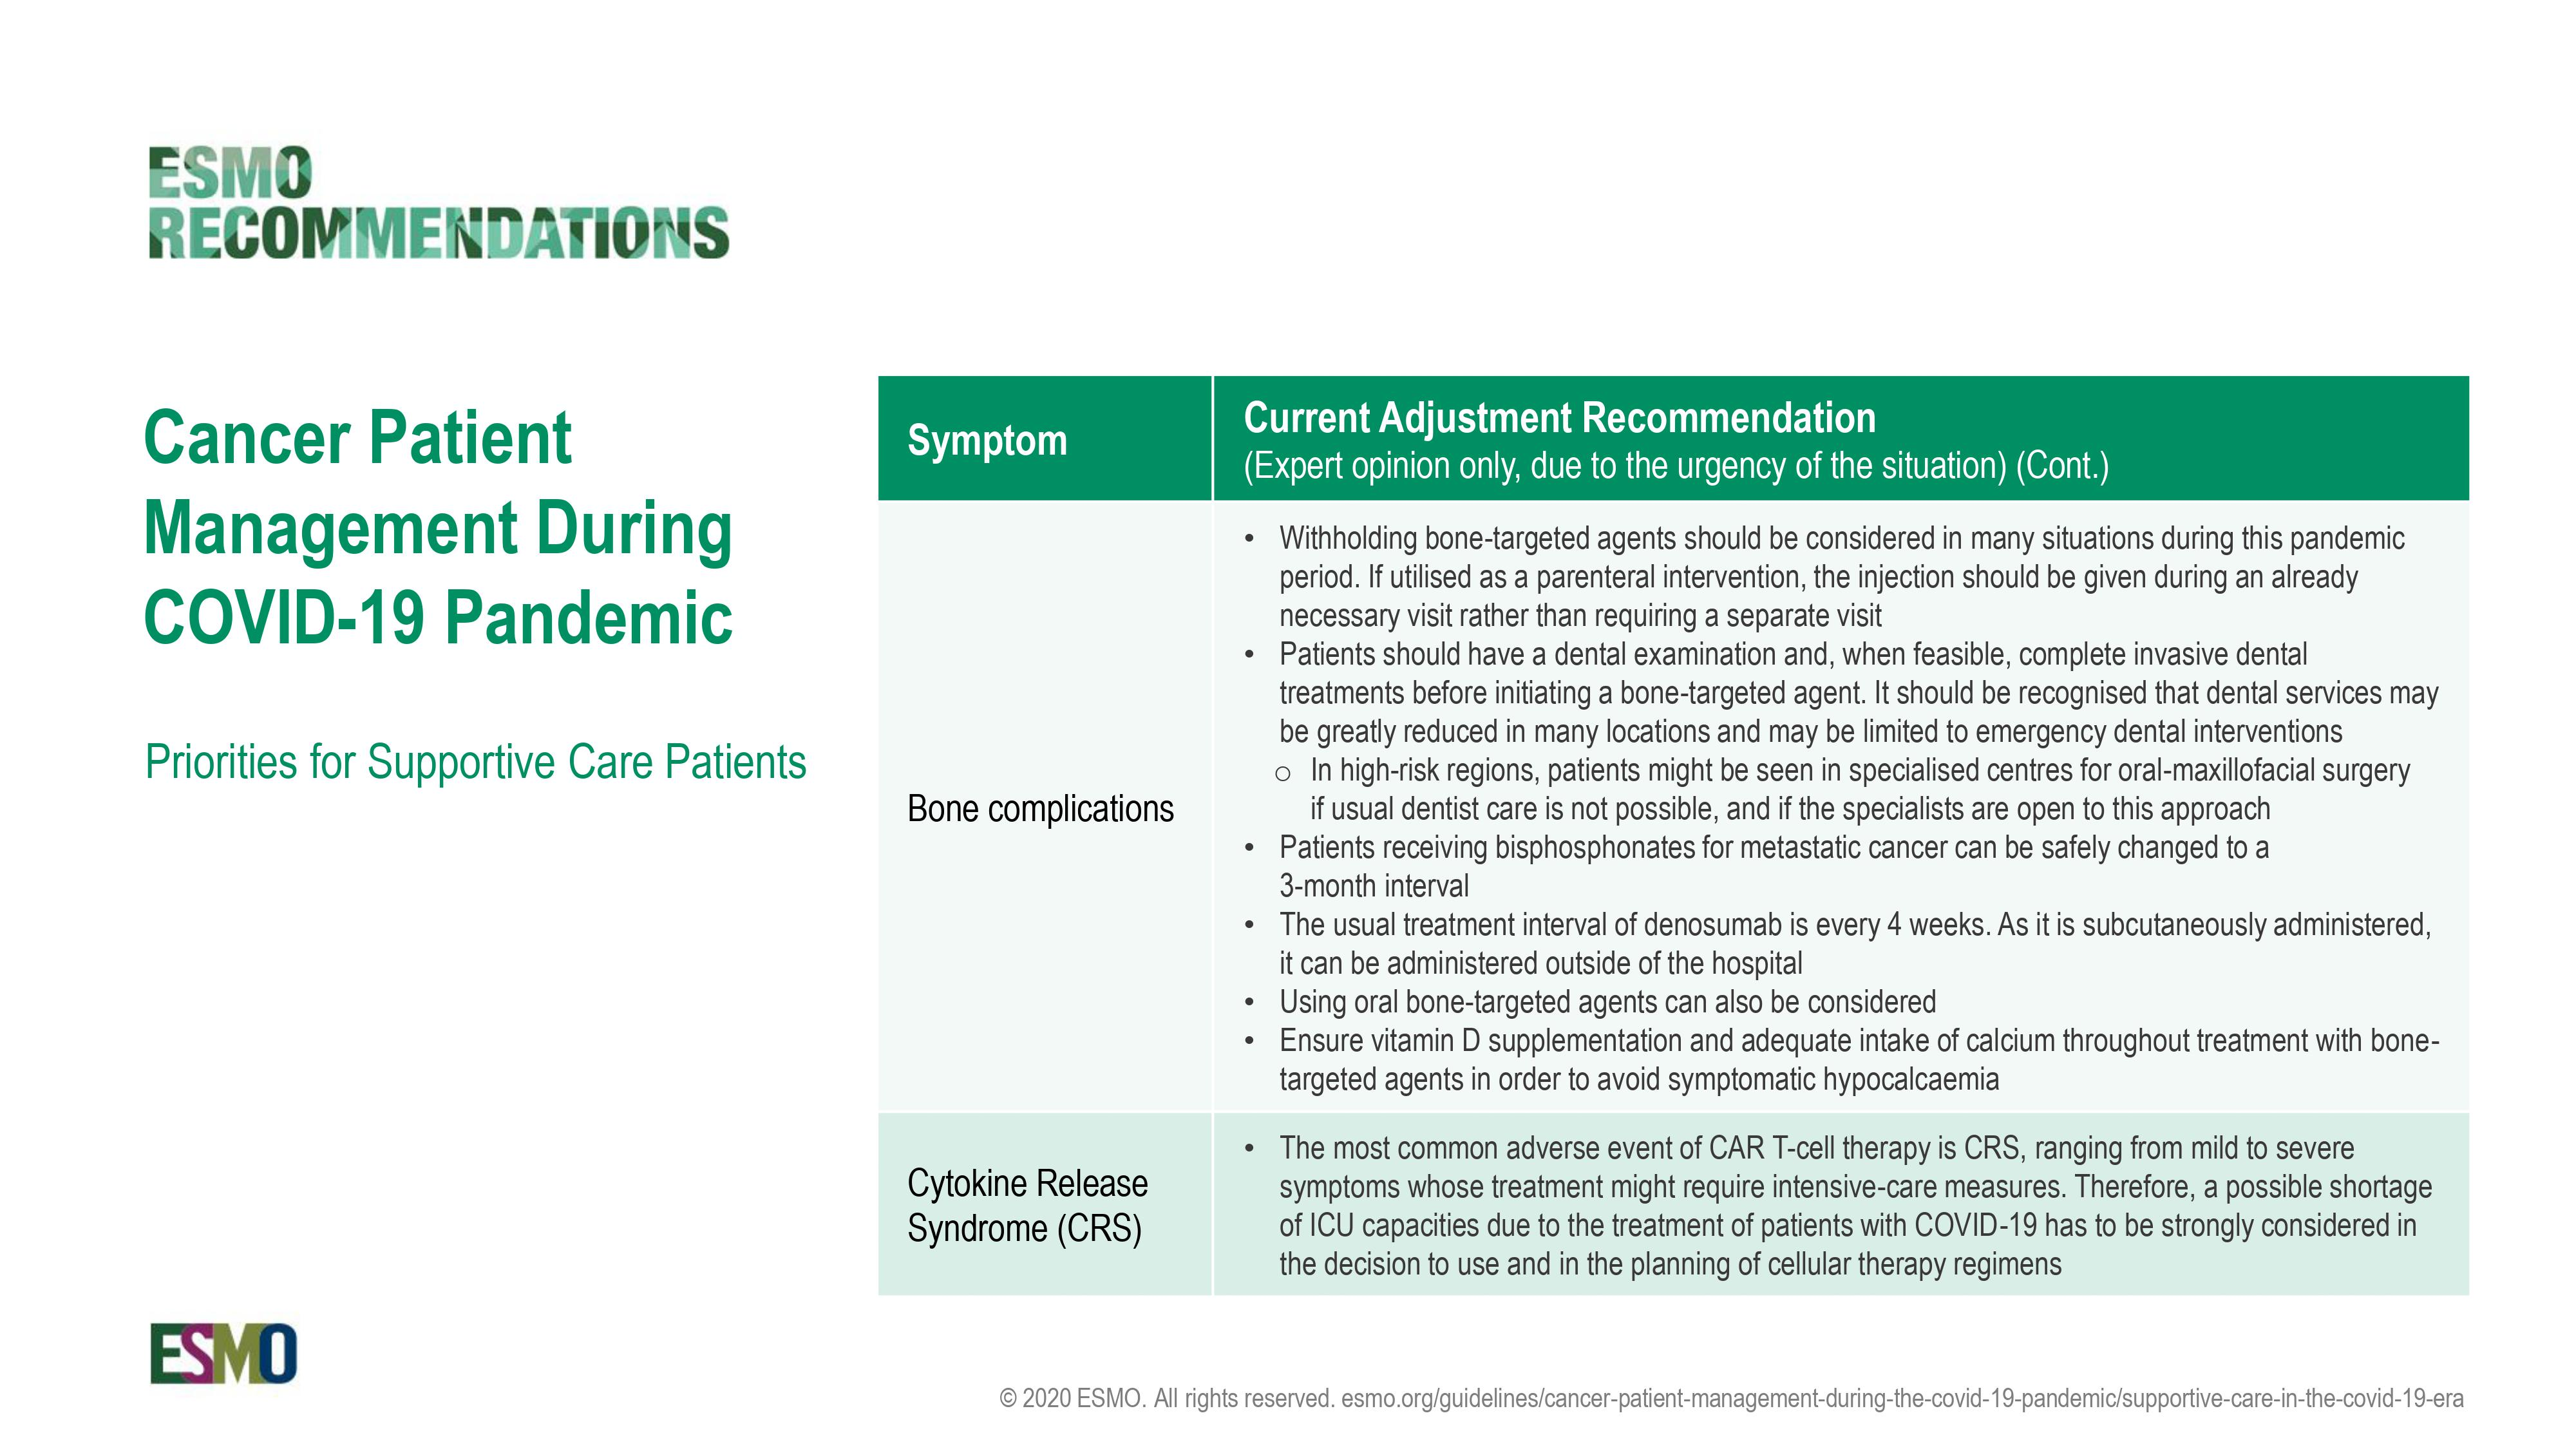 ESMO
RECOMMENDATIONS
Cancer Patient
Management During
COVID-19 Pandemic
Priorities for Supportive Care Patients
Symptom
Current Adjustment Recommendation
(Expert opinion only, due to the urgency of the situation) (Cont.)
Bone complications
• Withholding bone-targeted agents should be considered in many situations during this pandemic
period. If utilised as a parenteral intervention, the injection should be given during an already
necessary visit rather than requiring a separate visit
• Patients should have a dental examination and, when feasible, complete invasive dental
treatments before initiating a bone-targeted agent. It should be recognised that dental services may
be greatly reduced in many locations and may be limited to emergency dental interventions
o In high-risk regions, patients might be seen in specialised centres for oral-maxillofacial surgery
if usual dentist care is not possible, and if the specialists are open to this approach
• Patients receiving bisphosphonates for metastatic cancer can be safely changed to a
3-month interval
• The usual treatment interval of denosumab is every 4 weeks. As it is subcutaneously administered,
it can be administered outside of the hospital
• Using oral bone-targeted agents can also be considered
• Ensure vitamin D supplementation and adequate intake of calcium throughout treatment with bone-
targeted agents in order to avoid symptomatic hypocalcaemia
Cytokine Release
Syndrome (CRS)
• The most common adverse event of CAR T-cell therapy is CRS, ranging from mild to severe
symptoms whose treatment might require intensive-care measures. Therefore, a possible shortage
of ICU capacities due to the treatment of patients with COVID-19 has to be strongly considered in
the decision to use and in the planning of cellular therapy regimens
ESMO
© 2020 ESMO. All rights reserved. esmo.org/guidelines/cancer-patient-management-during-the-covid-19-pandemic/supportive-care-in-the-covid-19-era